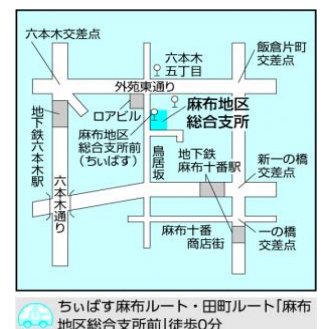 六本木交差点
六本木
五丁目
飯倉片町
交差点
外苑東通り
ロアビル
麻布地区
総合支所
麻布地区
総合支所前
(ちぃばす)
地下鉄六本木駅
六本木通り
鳥居坂
地下鉄
麻布十番駅
新一の橋
交差点
麻布十番
商店街
一の橋
交差点
ちぃばす麻布ルート・田町ルート「麻布
地区総合支所前」徒歩0分